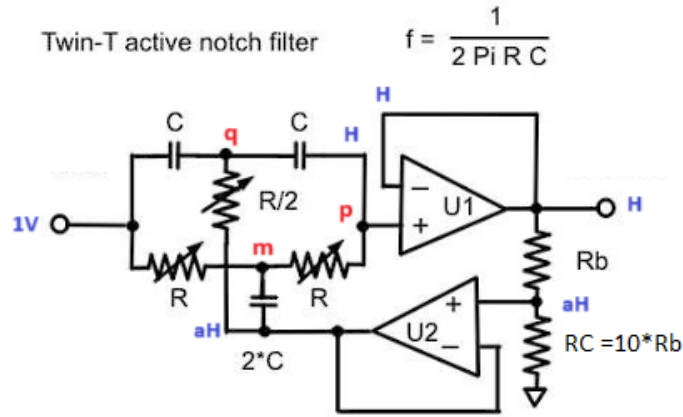 Twin-T active notch filter
f = 1
2 Pi R C
H
C
q
C
H
R/2
p
−
+
U1
1V
H
m
R
R
Rb
+
−
U2
aH
aH
2*C
RC =10*Rb